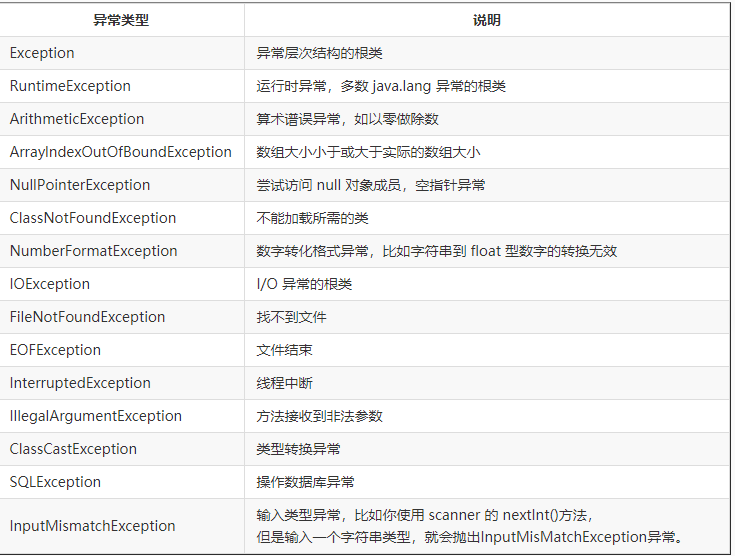 异常类型 说明
Exception 异常层次结构的根类
RuntimeException 运行时异常，多数 java.lang 异常的根类
ArithmeticException 算术谱误异常，如以零做除数
ArrayIndexOutOfBoundException 数组大小小于或大于实际的数组大小
NullPointerException 尝试访问 null 对象成员，空指针异常
ClassNotFoundException 不能加载所需的类
NumberFormatException 数字转化格式异常，比如字符串到 float 型数字的转换无效
IOException I/O 异常的根类
FileNotFoundException 找不到文件
EOFException 文件结束
InterruptedException 线程中断
IllegalArgumentException 方法接收到非法参数
ClassCastException 类型转换异常
SQLException 操作数据库异常
InputMismatchException 输入类型异常，比如你使用 scanner 的 nextInt()方法，
但是输入一个字符串类型，就会抛出InputMisMatchException异常。